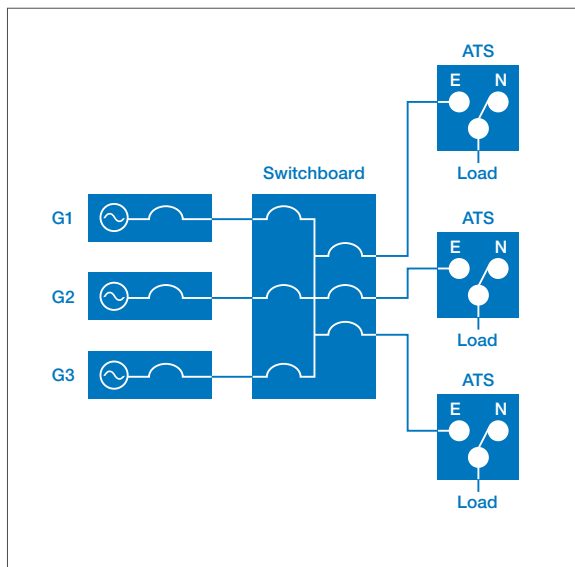 ATS
E N
Load
Switchboard
G1
G2
G3
ATS
E N
Load
ATS
E N
Load